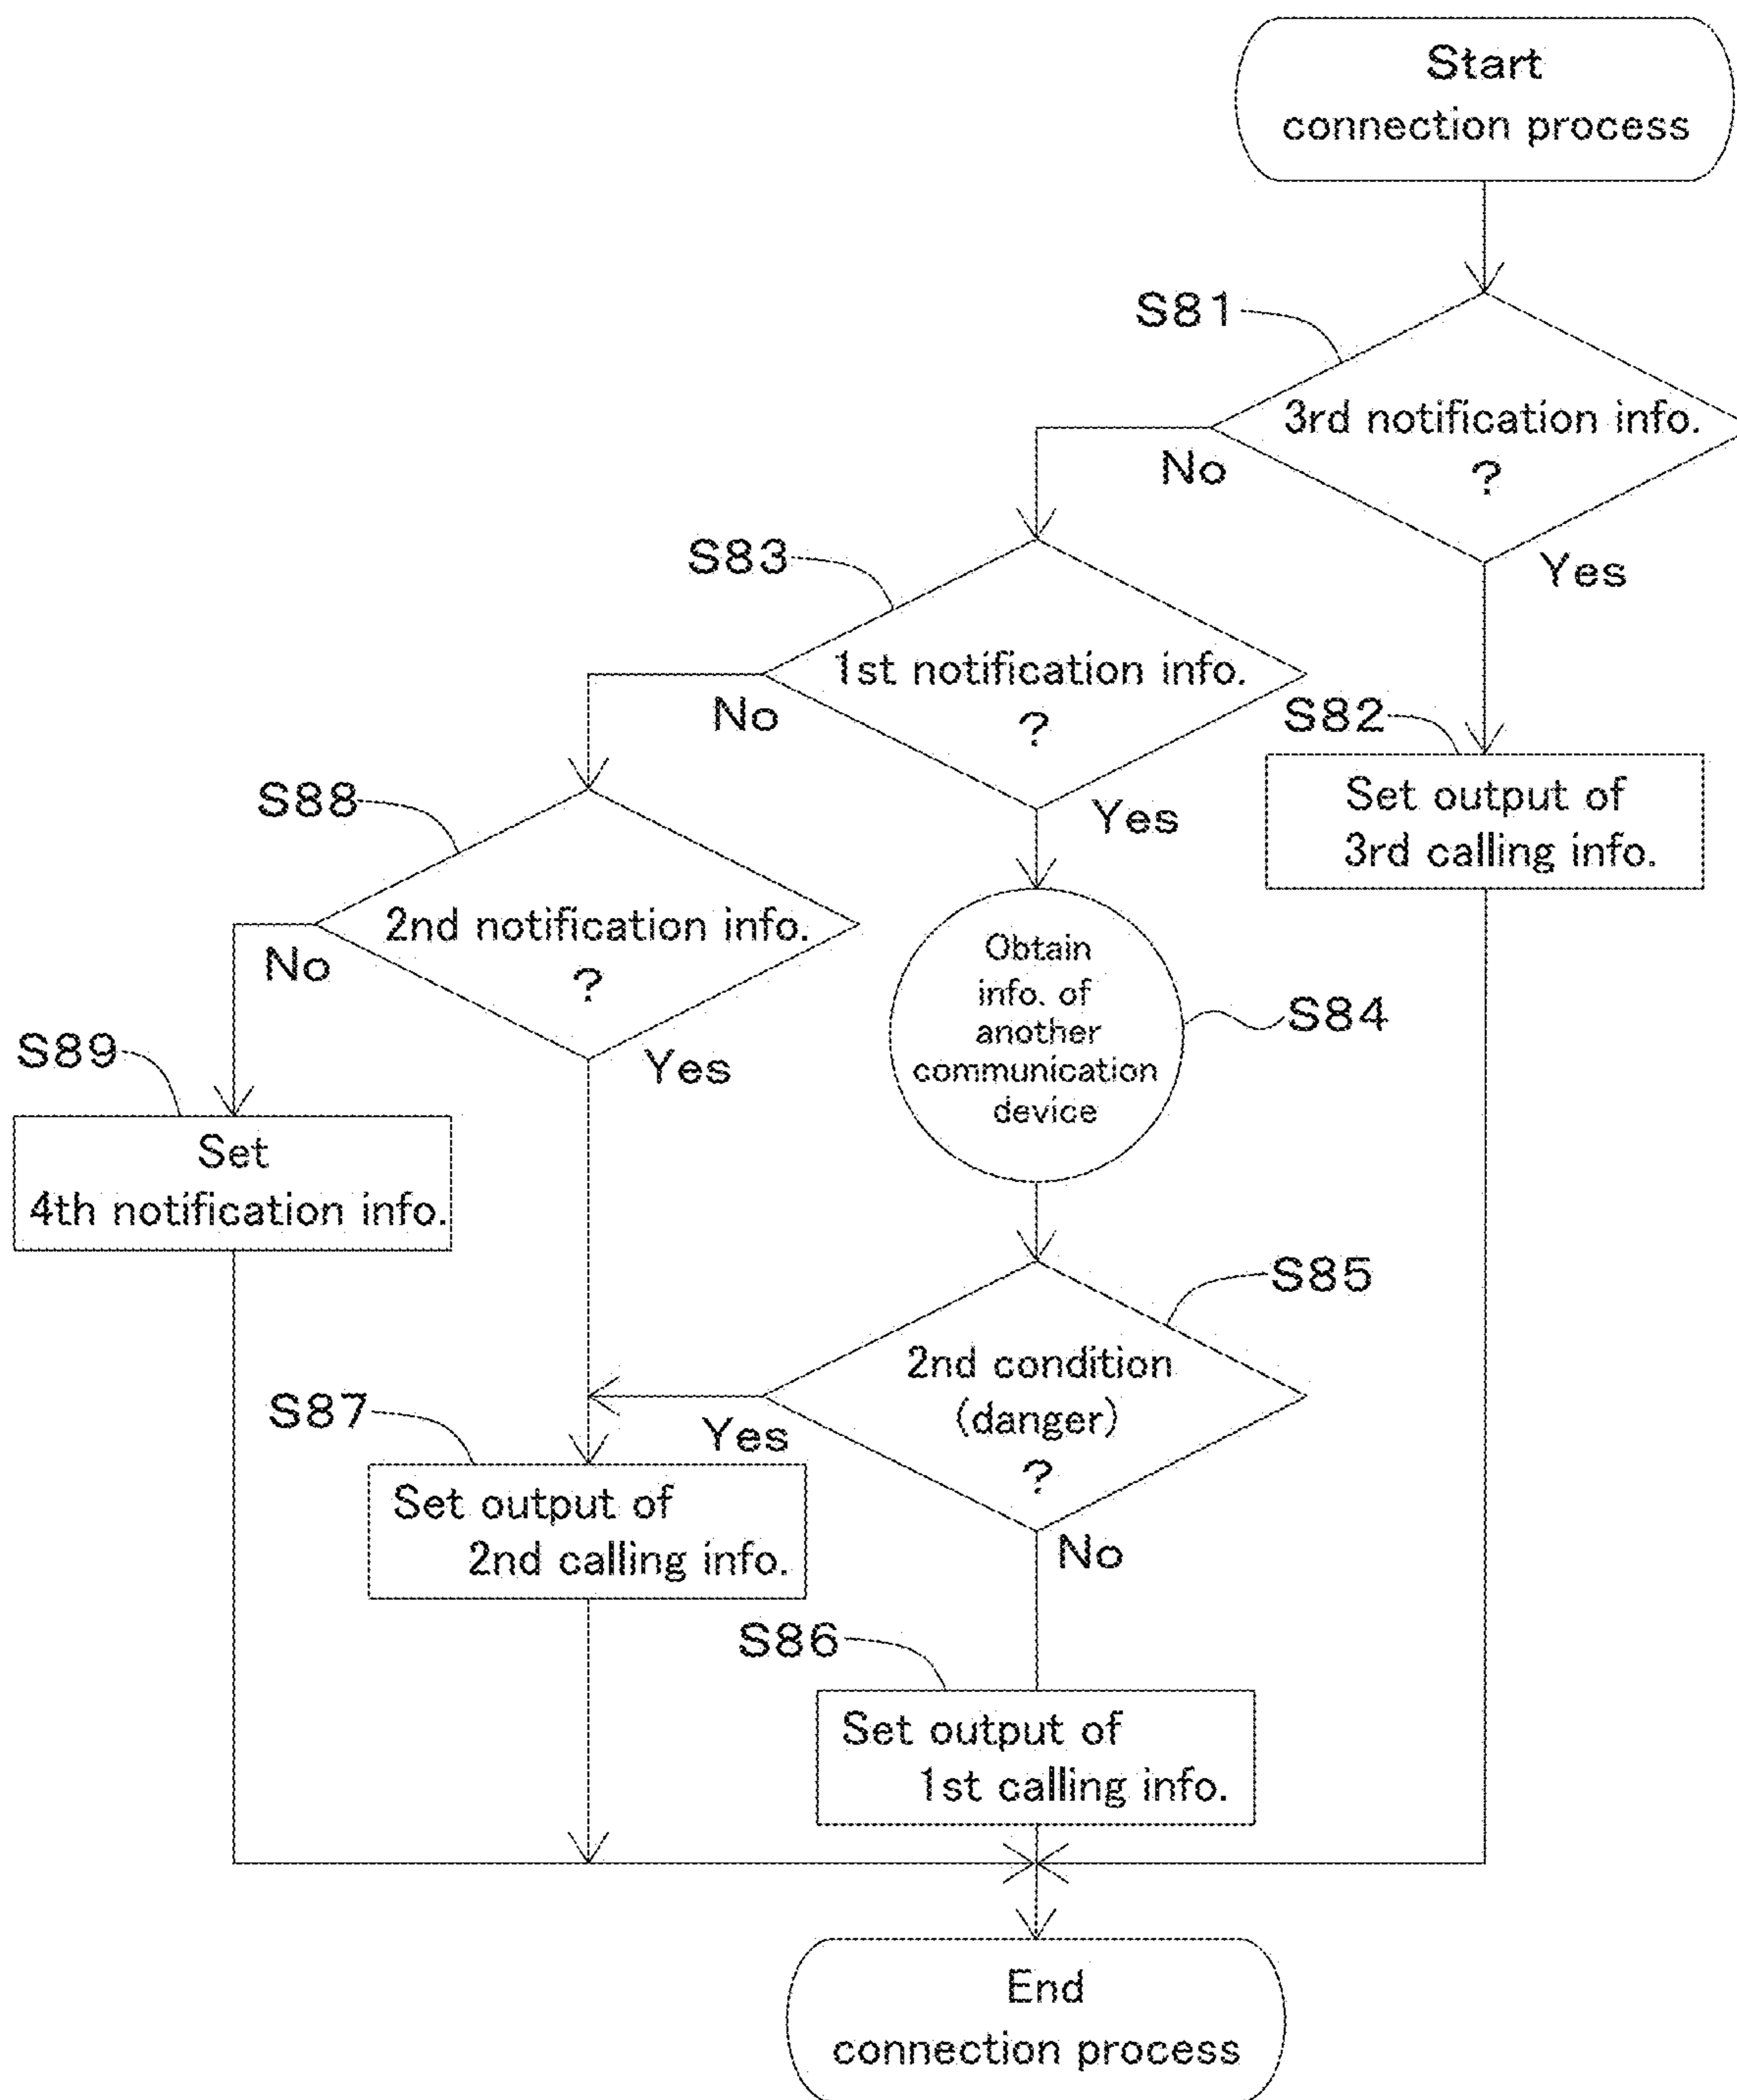 Start
connection process
S81
3rd notification info.
?
No
Yes
S83
1st notification info.
?
No
Yes
S82
Set output of
3rd calling info.
S88
2nd notification info.
?
No
Yes
Obtain
info. of
another
communication
device
S84
S89
Set
4th notification info.
S85
2nd condition
(danger)
?
Yes
No
S87
Set output of
2nd calling info.
S86
Set output of
1st calling info.
End
connection process